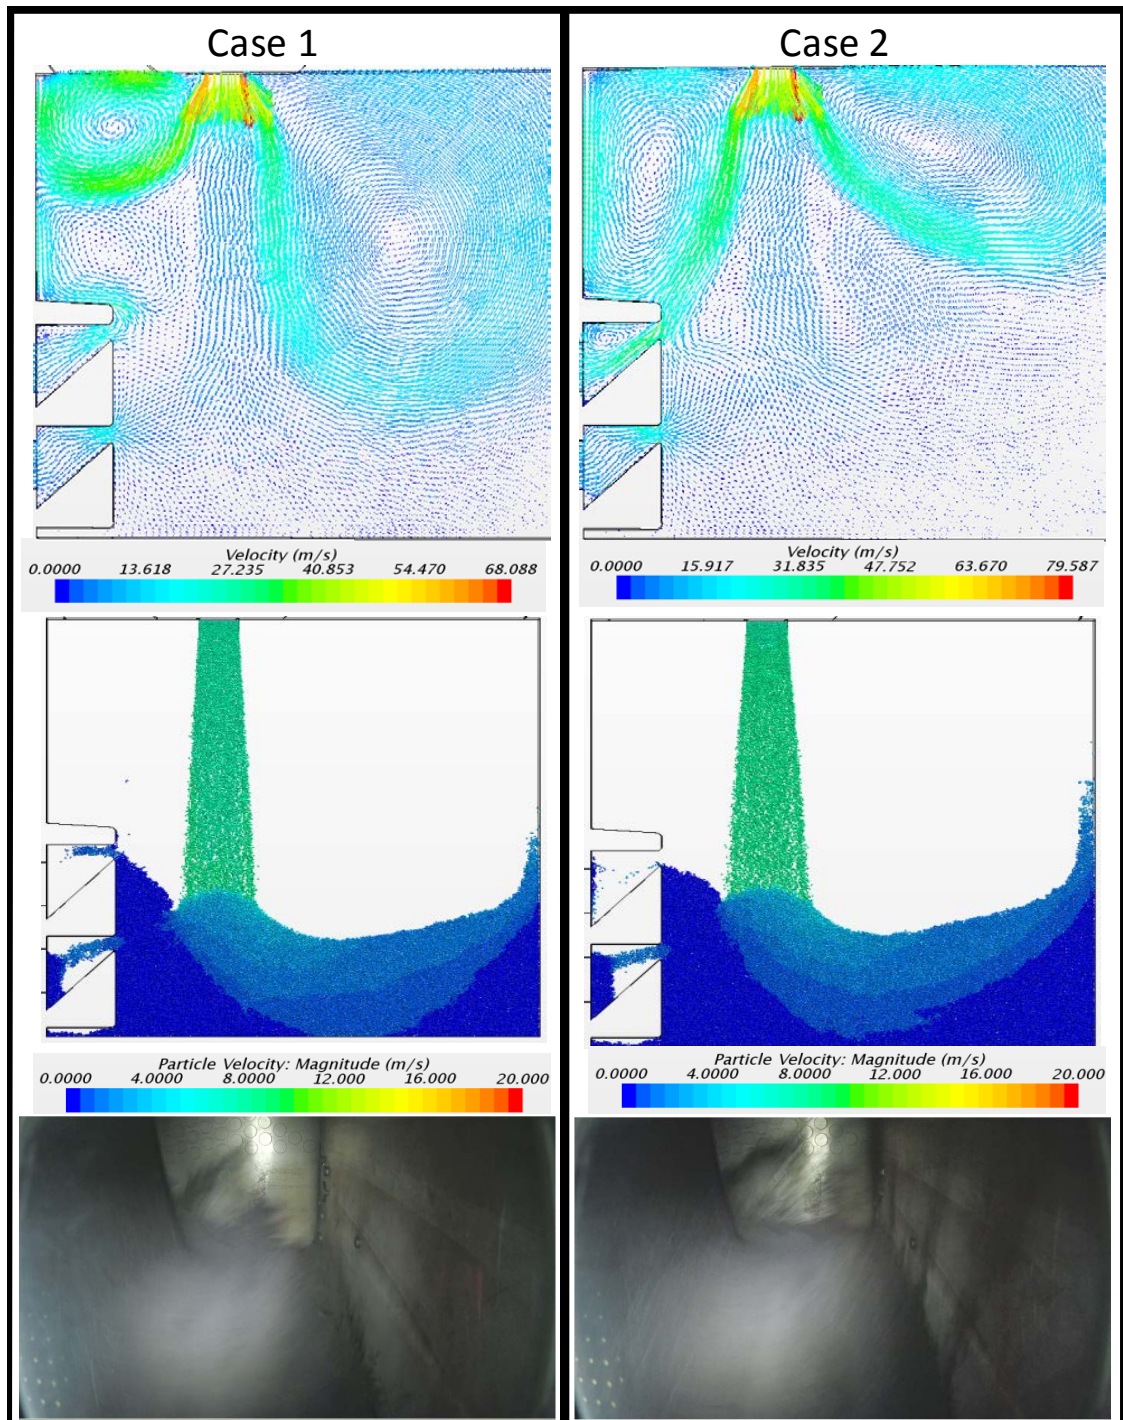 Case 1
Case 2
Velocity (m/s)
0.0000 13.618 27.235 40.853 54.470 68.088
Velocity (m/s)
0.0000 15.917 31.835 47.752 63.670 79.587
Particle Velocity: Magnitude (m/s)
0.0000 4.0000 8.0000 12.000 16.000 20.000
Particle Velocity: Magnitude (m/s)
0.0000 4.0000 8.0000 12.000 16.000 20.000